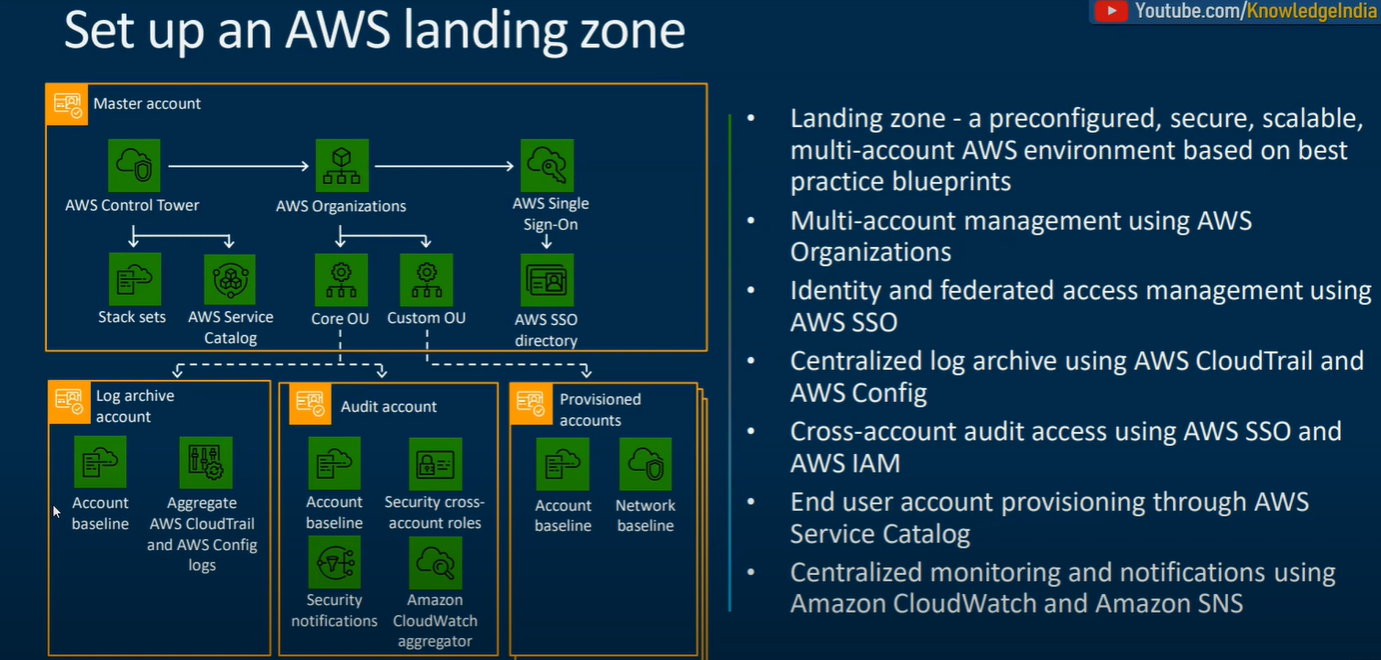 Set up an AWS landing zone
Youtube.com/KnowledgeIndia
Master account
AWS Control Tower
AWS Organizations
AWS Single
Sign-On
Stack sets
AWS Service
Catalog
Core OU
Custom OU
AWS SSO
directory
Log archive
account
Account
baseline
Aggregate
AWS CloudTrail
and AWS Config
logs
Audit account
Account
baseline
Security cross-
account roles
Security
notifications
Amazon
CloudWatch
aggregator
Provisioned
accounts
Account
baseline
Network
baseline
• Landing zone - a preconfigured, secure, scalable,
multi-account AWS environment based on best
practice blueprints
• Multi-account management using AWS
Organizations
• Identity and federated access management using
AWS SSO
• Centralized log archive using AWS CloudTrail and
AWS Config
• Cross-account audit access using AWS SSO and
AWS IAM
• End user account provisioning through AWS
Service Catalog
• Centralized monitoring and notifications using
Amazon CloudWatch and Amazon SNS